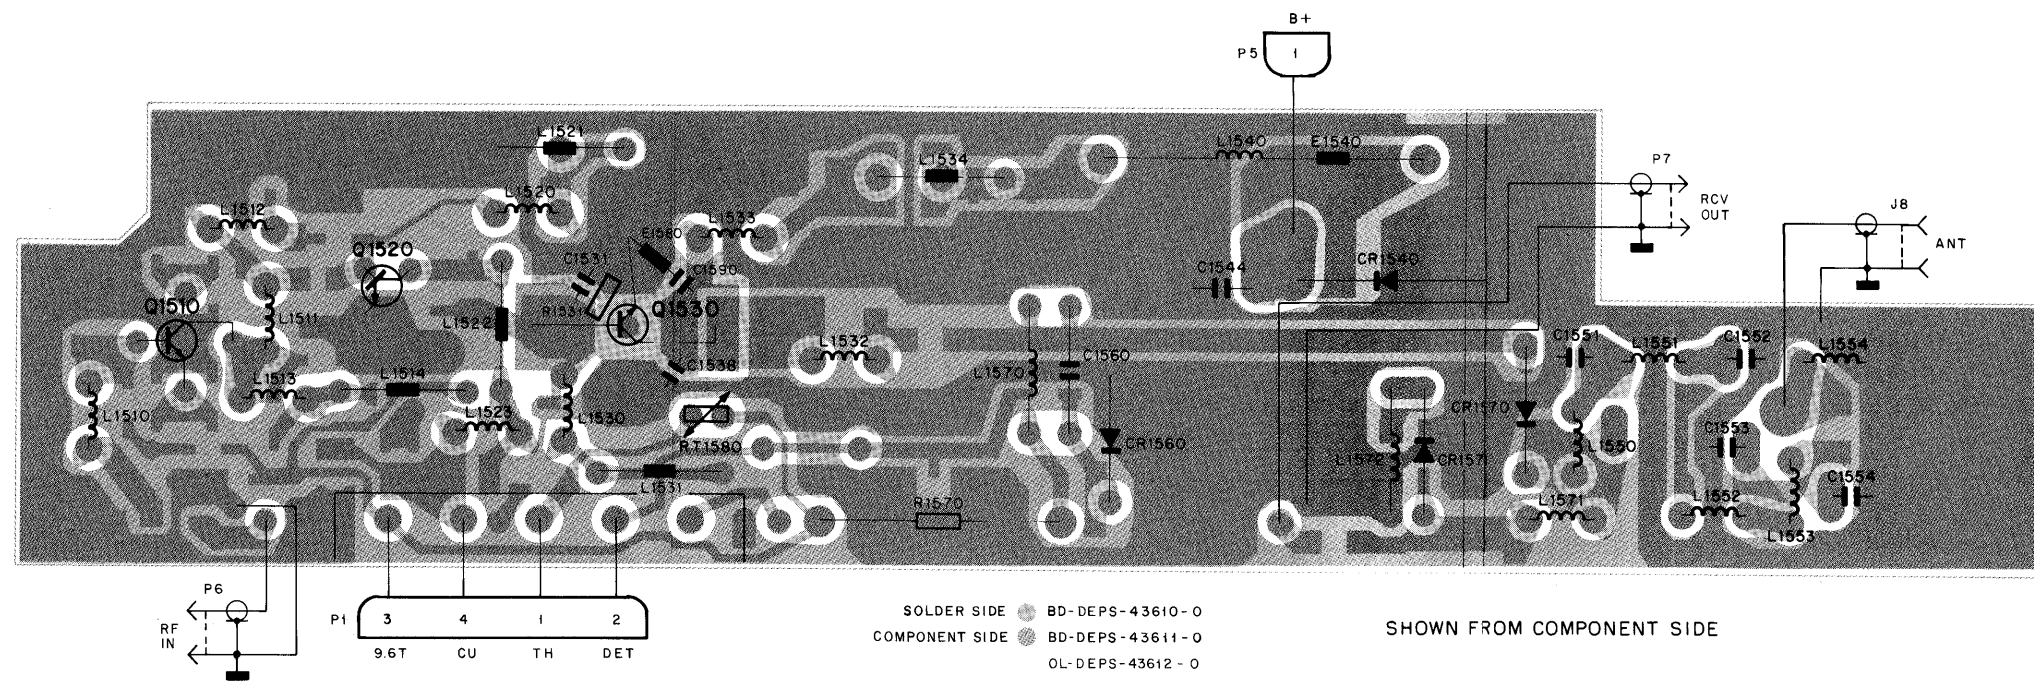 B+
P5 1
L1521
L1540 E1540
L1534
P7
RCV
OUT
J8
ANT
L1520
L1512
L1533
E1580
Q1520
C1531
C1590
CR1540
C1544
Q1510
L1511
R1531
Q1530
L1522
L1532
C1551
L1551
C1552
L1554
C1560
L1570
C1538
L1513
L1514
L1510
L1523
L1530
CR1570
RT1580
CR1560
L1550
C1553
L1572
CR157
L1531
C1554
R1570
L1571
L1552
L1553
P6
RF
IN
P1 3 4 1 2
9.6T CU TH DET
SOLDER SIDE BD-DEPS-43610-0
COMPONENT SIDE BD-DEPS-43611-0
OL-DEPS-43612-0
SHOWN FROM COMPONENT SIDE